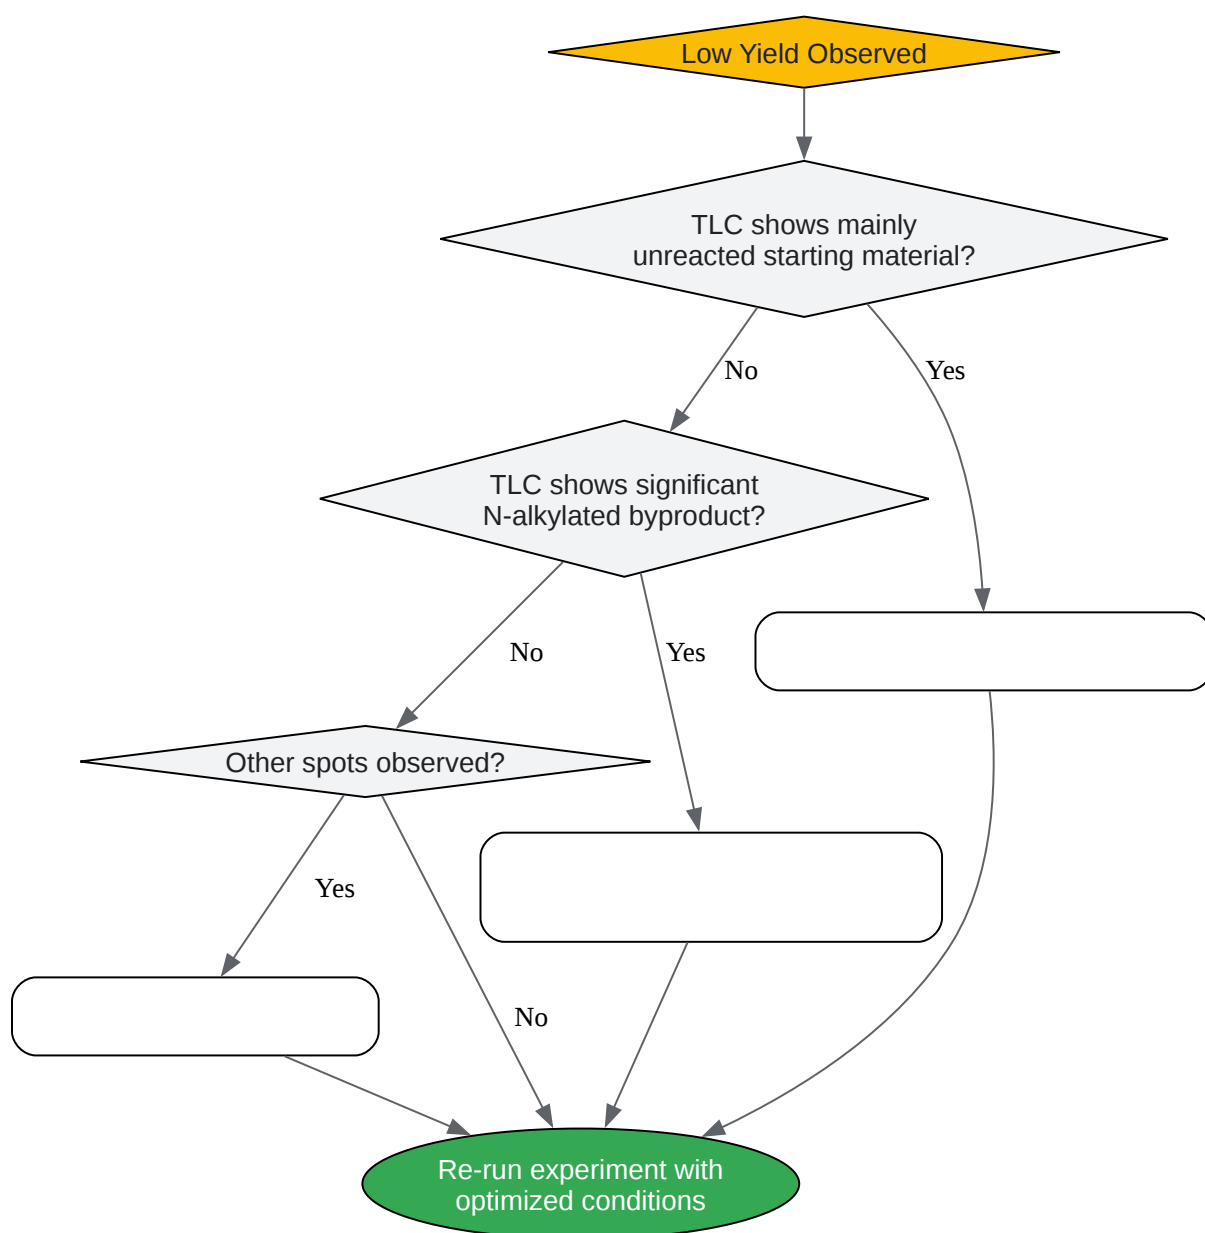 Low Yield Observed
TLC shows mainly
unreacted starting material?
No
Yes
TLC shows significant
N-alkylated byproduct?
No
Yes
Other spots observed?
Yes
No
Re-run experiment with
optimized conditions